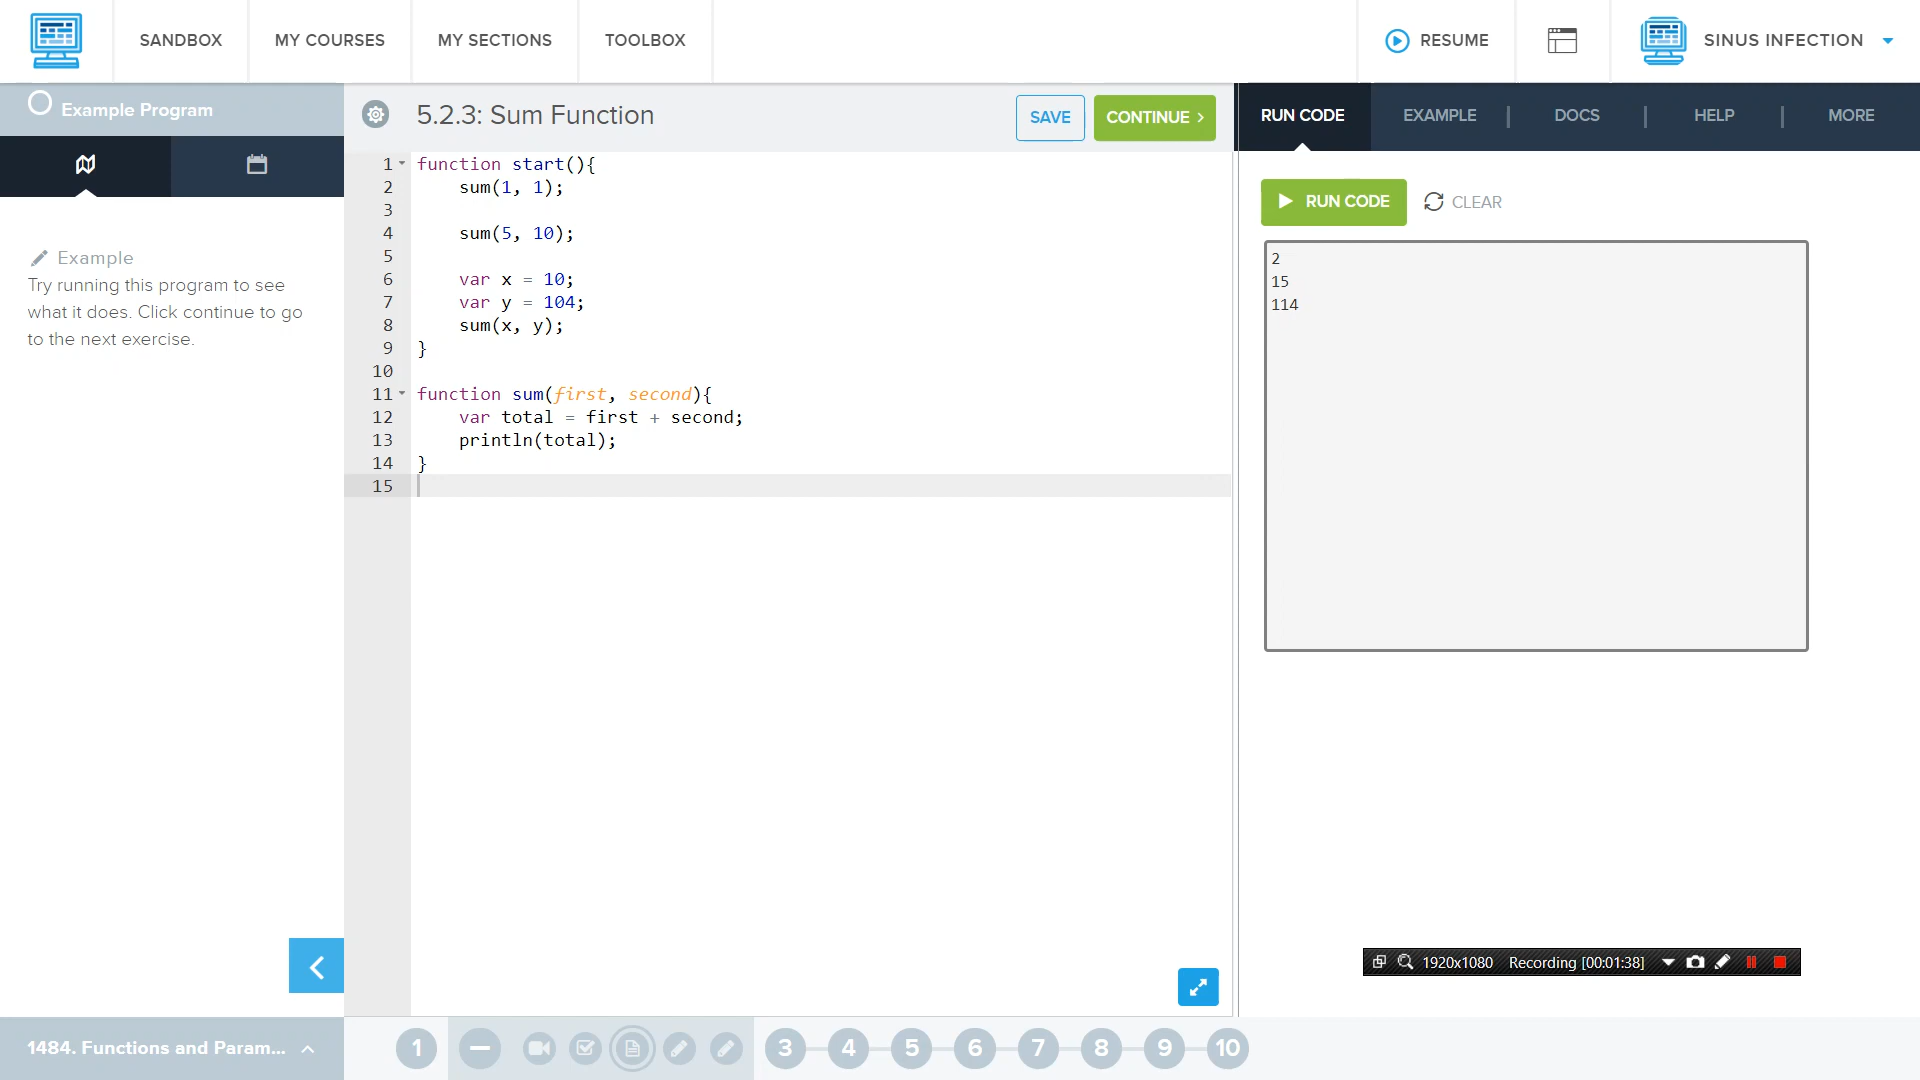 SANDBOX
MY COURSES
MY SECTIONS
TOOLBOX
RESUME
SINUS INFECTION
Example Program
Example
Try running this program to see
what it does. Click continue to go
to the next exercise.
5.2.3: Sum Function
SAVE
CONTINUE >
1 function start(){
2     sum(1, 1);
3
4     sum(5, 10);
5
6     var x = 10;
7     var y = 104;
8     sum(x, y);
9 }
10
11 function sum(first, second){
12     var total = first + second;
13     println(total);
14 }
15
RUN CODE
EXAMPLE
DOCS
HELP
MORE
RUN CODE
CLEAR
2
15
114
1920x1080 Recording [00:01:38]
1484. Functions and Param...
1
3
4
5
6
7
8
9
10